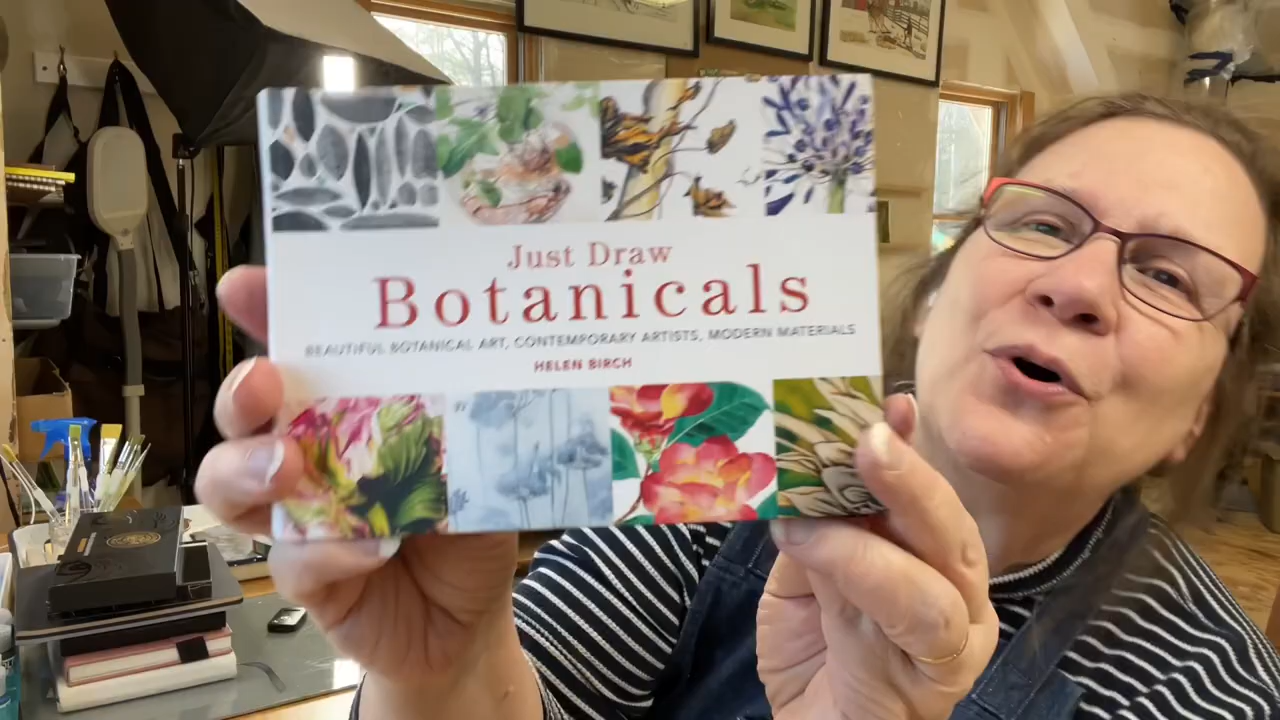 Just Draw
Botanicals
BEAUTIFUL BOTANICAL ART, CONTEMPORARY ARTISTS, MODERN MATERIALS
HELEN BIRCH